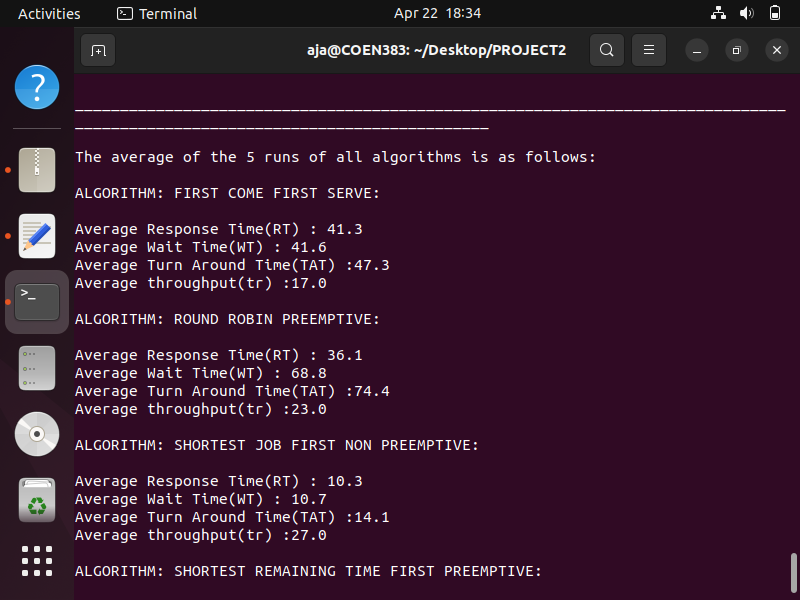 Activities Terminal Apr 22 18:34
aja@COEN383: ~/Desktop/PROJECT2
The average of the 5 runs of all algorithms is as follows:
ALGORITHM: FIRST COME FIRST SERVE:
Average Response Time(RT) : 41.3
Average Wait Time(WT) : 41.6
Average Turn Around Time(TAT) :47.3
Average throughput(tr) :17.0
ALGORITHM: ROUND ROBIN PREEMPTIVE:
Average Response Time(RT) : 36.1
Average Wait Time(WT) : 68.8
Average Turn Around Time(TAT) :74.4
Average throughput(tr) :23.0
ALGORITHM: SHORTEST JOB FIRST NON PREEMPTIVE:
Average Response Time(RT) : 10.3
Average Wait Time(WT) : 10.7
Average Turn Around Time(TAT) :14.1
Average throughput(tr) :27.0
ALGORITHM: SHORTEST REMAINING TIME FIRST PREEMPTIVE: